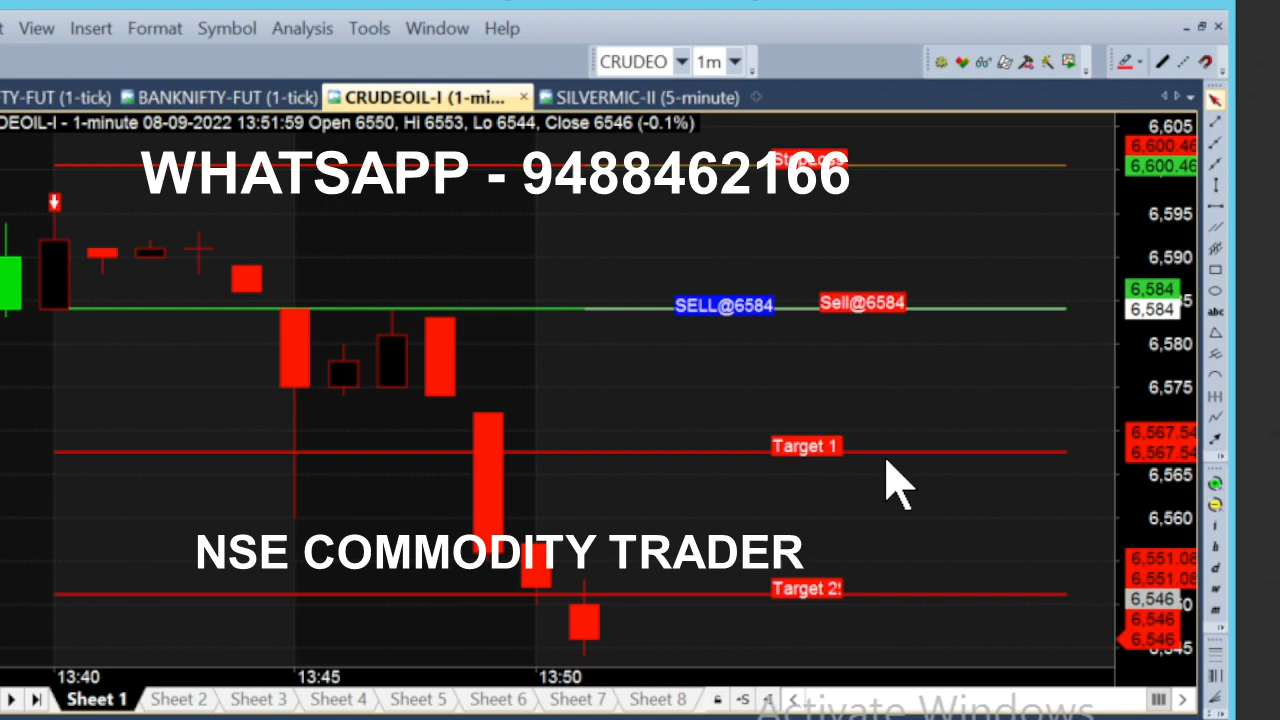 View Insert Format Symbol Analysis Tools Window Help
CRUDEO 1m
TY-FUT (1-tick) BANKNIFTY-FUT (1-tick) CRUDEOIL-I (1-mi... SILVERMIC-II (5-minute)
DEOIL-I - 1-minute 08-09-2022 13:51:59 Open 6550, Hi 6553, Lo 6544, Close 6546 (-0.1%)
6,605
6,600.46
6,600.46
WHATSAPP - 9488462166
6,595
6,590
6,584
SELL@6584 Sell@6584
6,584
abc
6,580
6,575
6,567.54
Target 1
6,567.54
6,565
6,560
NSE COMMODITY TRADER
6,551.08
6,551.08
Target 2
6,546
6,546
6,546
13:40 13:45 13:50
Sheet 1 Sheet 2 Sheet 3 Sheet 4 Sheet 5 Sheet 6 Sheet 7 Sheet 8
Activate Windows